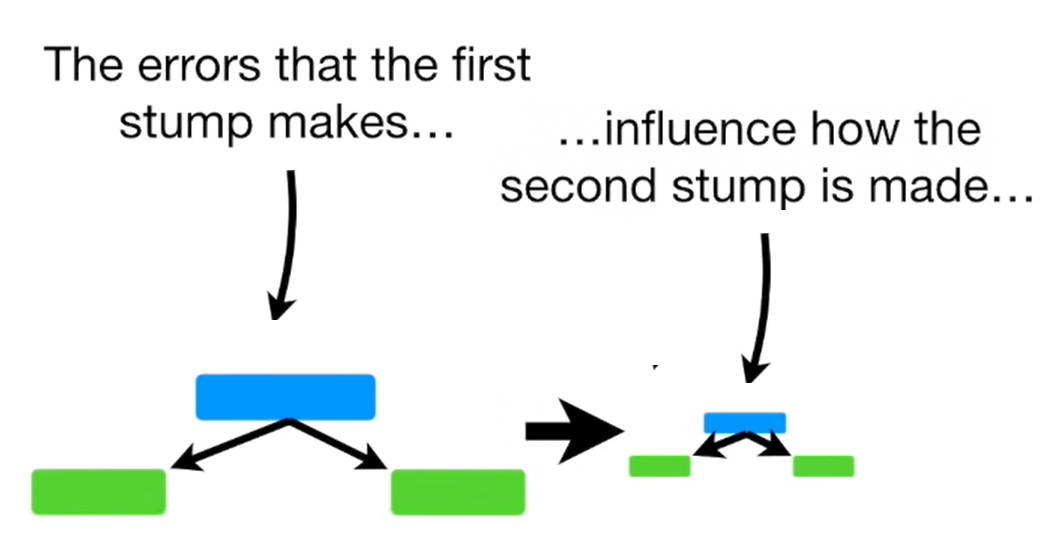 The errors that the first
stump makes…
…influence how the
second stump is made…